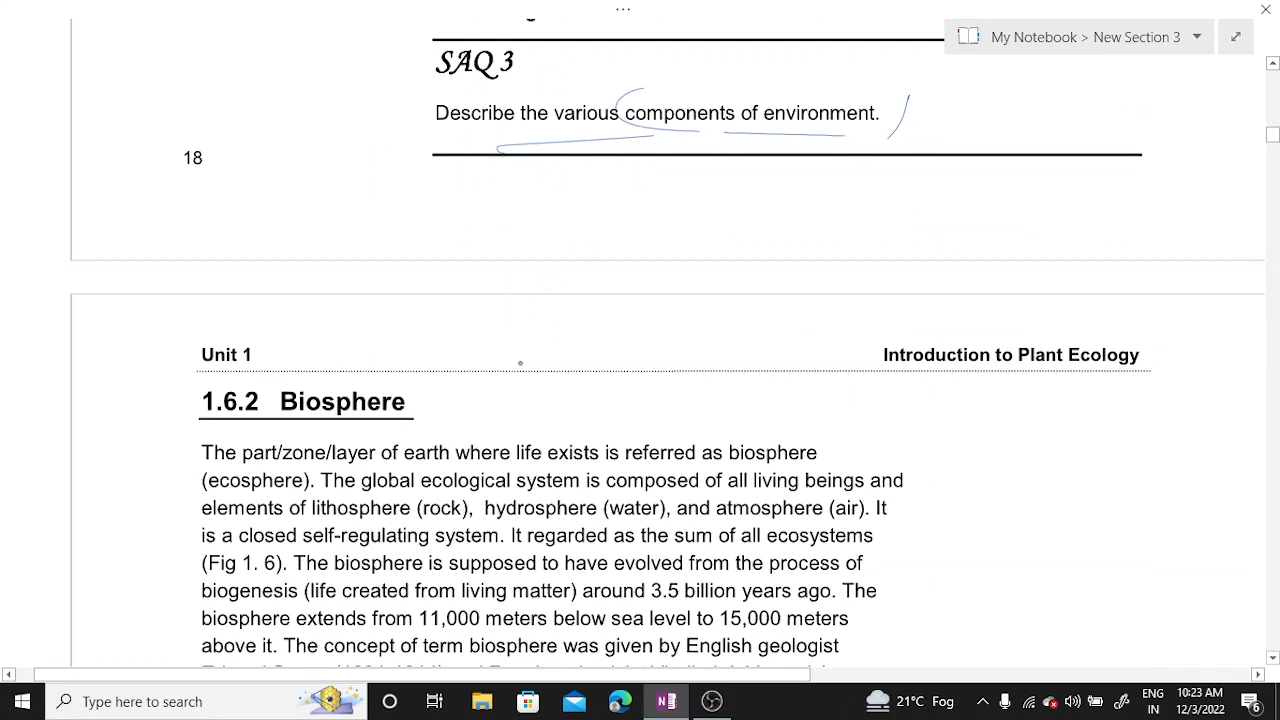 ...
My Notebook > New Section 3
SAQ 3
Describe the various components of environment.
18
Unit 1
Introduction to Plant Ecology
1.6.2 Biosphere
The part/zone/layer of earth where life exists is referred as biosphere
(ecosphere). The global ecological system is composed of all living beings and
elements of lithosphere (rock), hydrosphere (water), and atmosphere (air). It
is a closed self-regulating system. It regarded as the sum of all ecosystems
(Fig 1. 6). The biosphere is supposed to have evolved from the process of
biogenesis (life created from living matter) around 3.5 billion years ago. The
biosphere extends from 11,000 meters below sea level to 15,000 meters
above it. The concept of term biosphere was given by English geologist
Type here to search
21°C Fog
ENG
IN
10:23 AM
12/3/2022
6